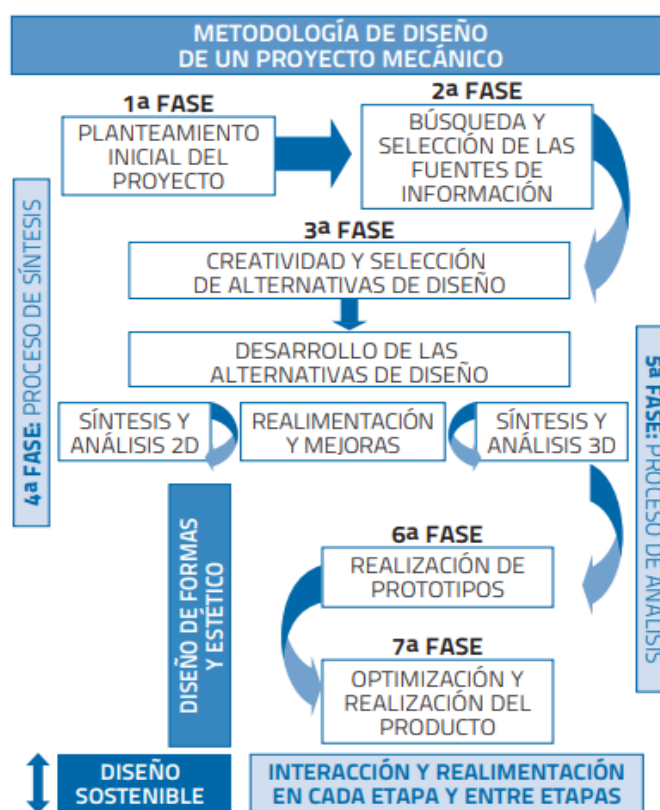 METODOLOGÍA DE DISEÑO
DE UN PROYECTO MECÁNICO
1a FASE
PLANTEAMIENTO
INICIAL DEL
PROYECTO
2a FASE
BÚSQUEDA Y
SELECCIÓN DE LAS
FUENTES DE
INFORMACIÓN
3a FASE
CREATIVIDAD Y SELECCIÓN
DE ALTERNATIVAS DE DISEÑO
DESARROLLO DE LAS
ALTERNATIVAS DE DISEÑO
4a FASE: PROCESO DE SÍNTESIS
SÍNTESIS Y
ANÁLISIS 2D
REALIMENTACIÓN
Y MEJORAS
SÍNTESIS Y
ANÁLISIS 3D
5a FASE: PROCESO DE ANÁLISIS
DISEÑO DE FORMAS
Y ESTÉTICO
6a FASE
REALIZACIÓN DE
PROTOTIPOS
7a FASE
OPTIMIZACIÓN Y
REALIZACIÓN DEL
PRODUCTO
DISEÑO
SOSTENIBLE
INTERACCIÓN Y REALIMENTACIÓN
EN CADA ETAPA Y ENTRE ETAPAS